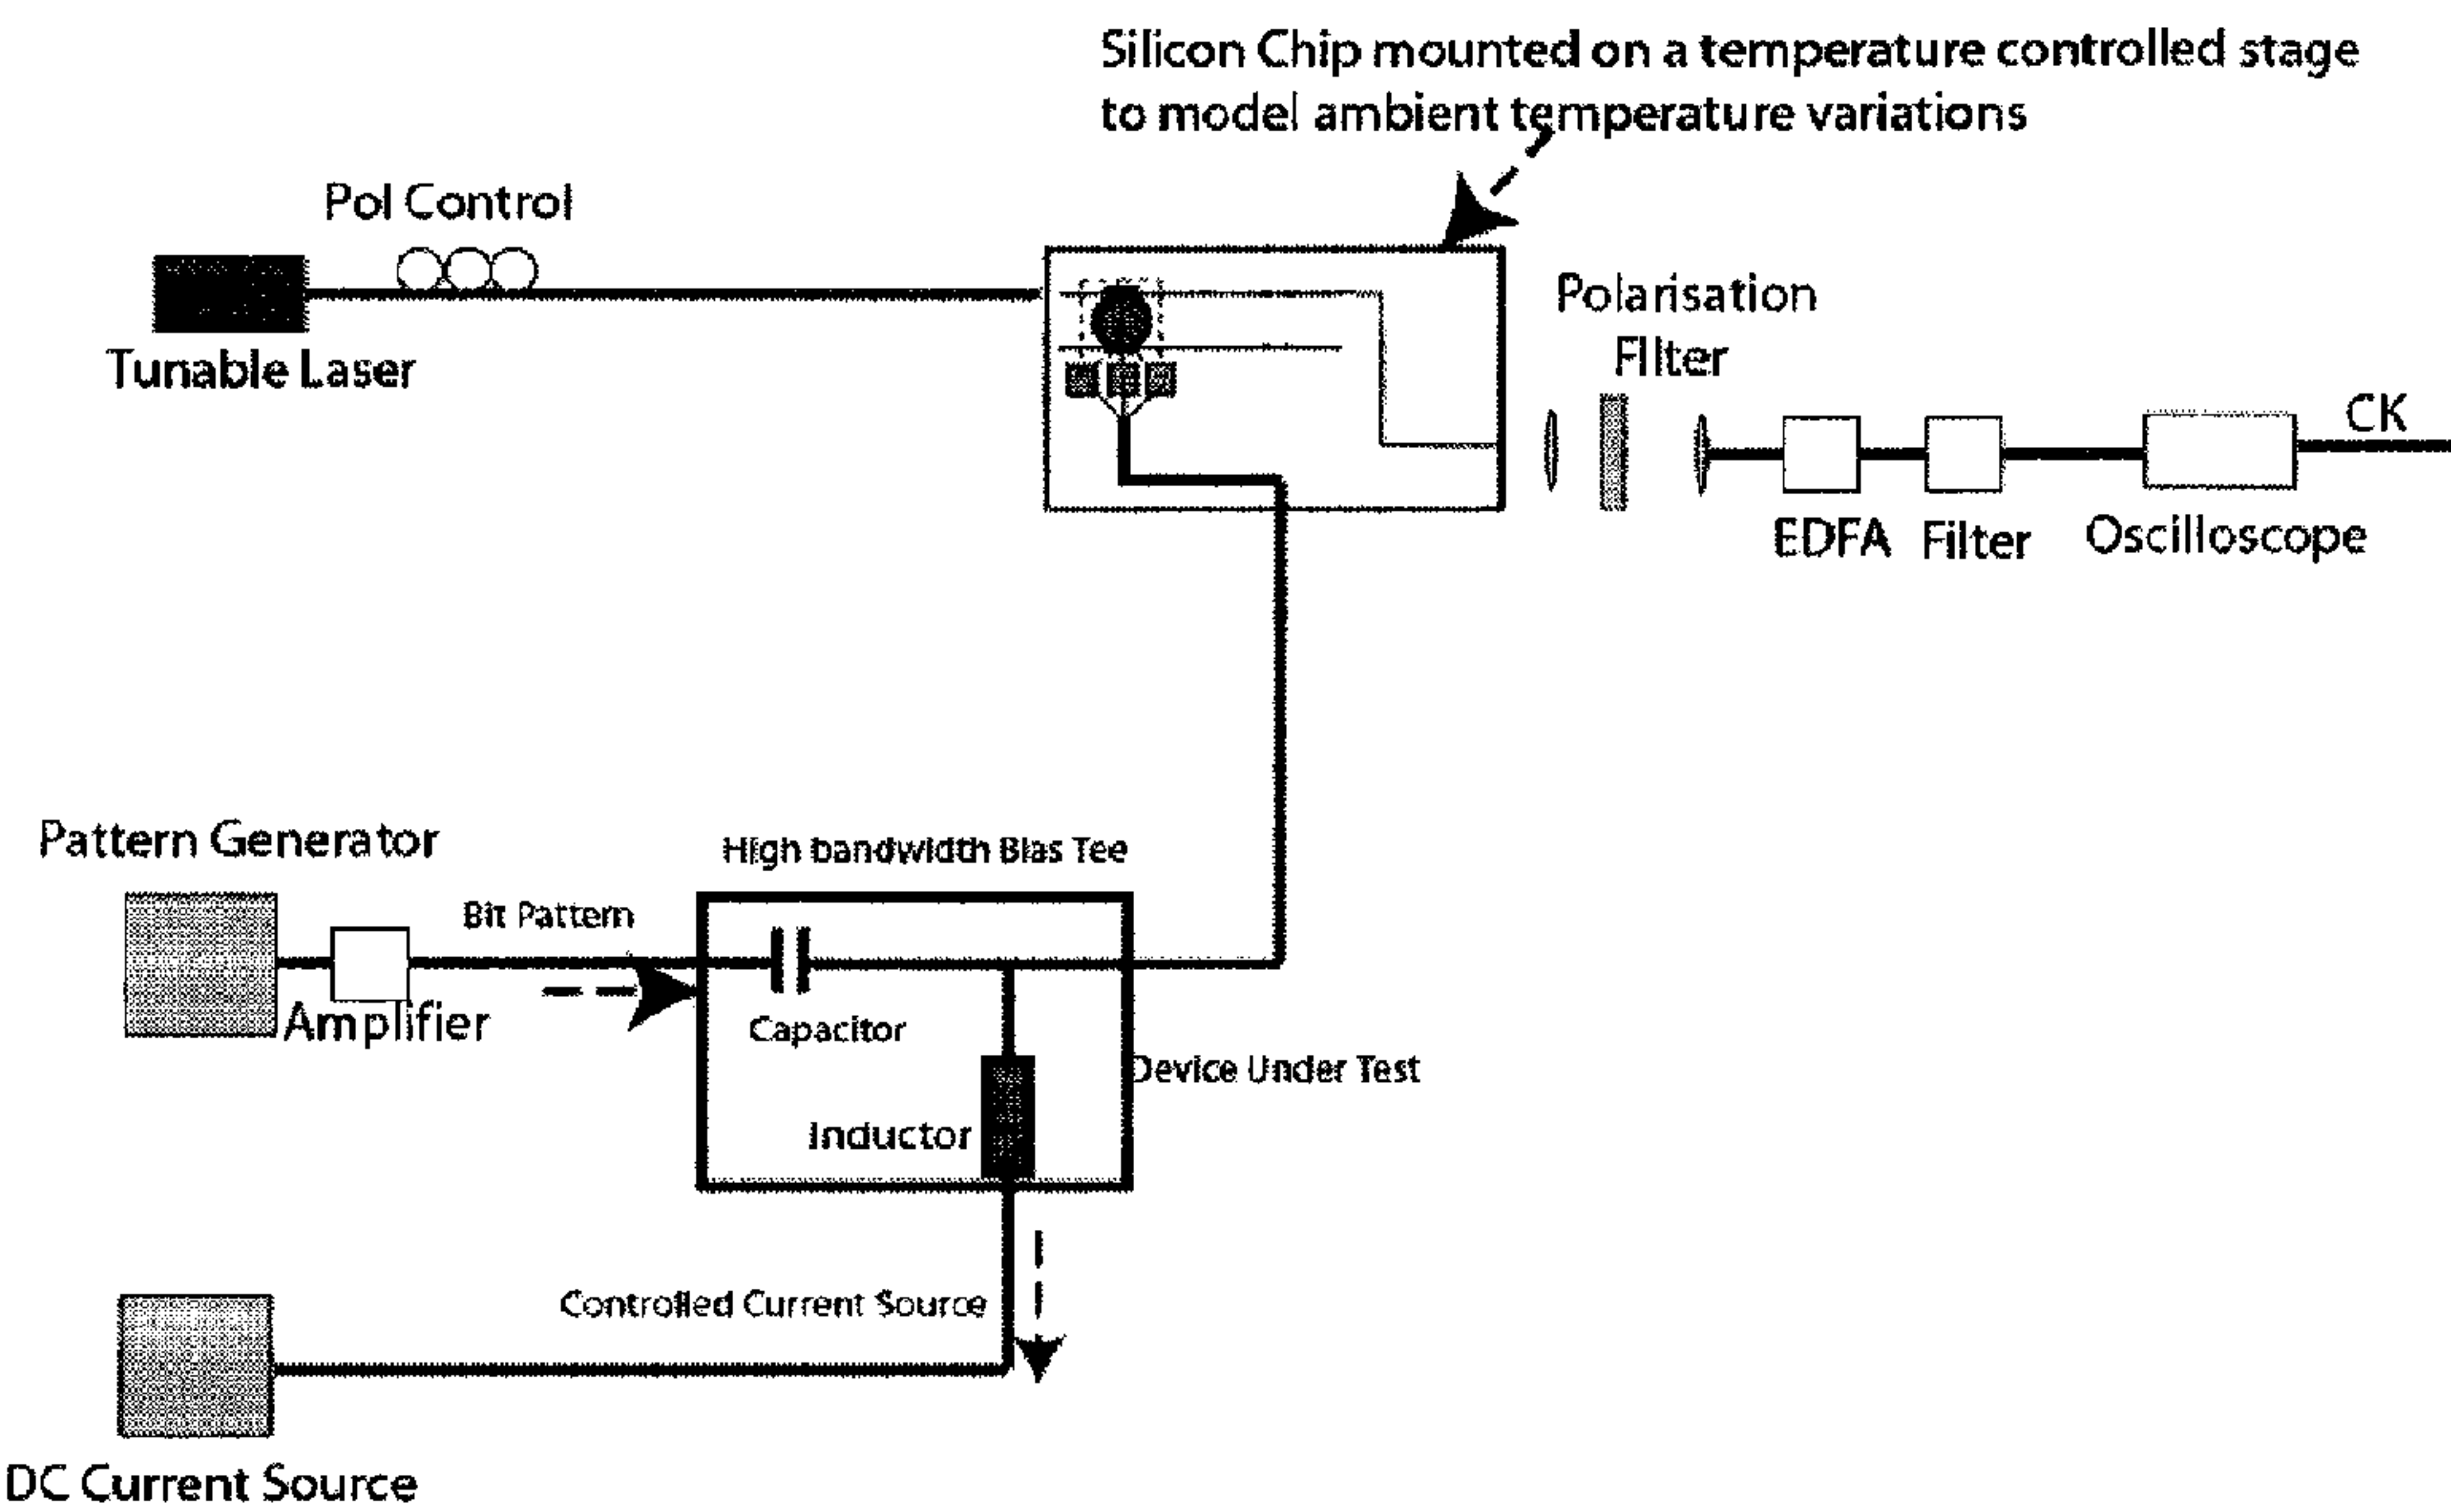 Silicon Chip mounted on a temperature controlled stage
to model ambient temperature variations
Pol Control
Tunable Laser
Polarisation
Filter
CK
EDFA
Filter
Oscilloscope
Pattern Generator
High bandwidth Bias Tee
Bit Pattern
Amplifier
Capacitor
Device Under Test
Inductor
Controlled Current Source
DC Current Source